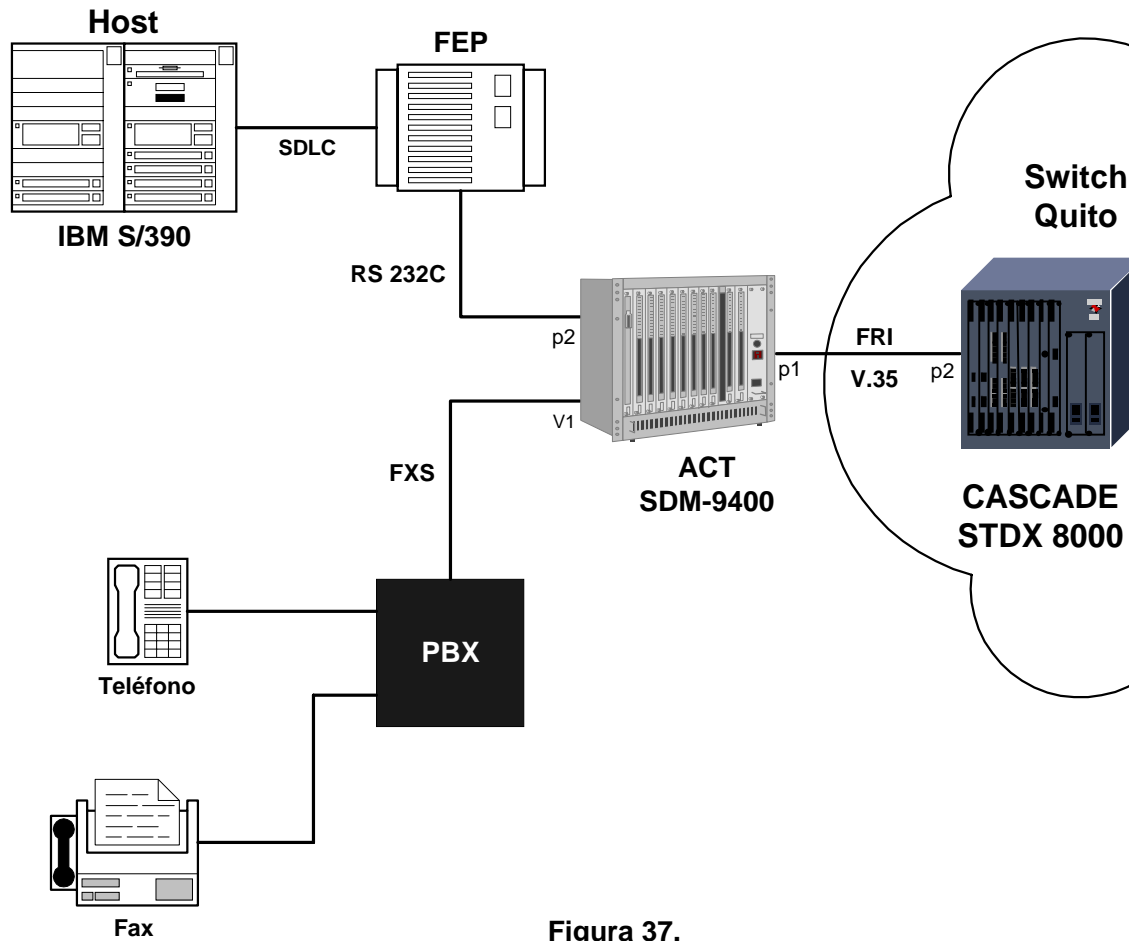 Host
FEP
SDLC
IBM S/390
RS 232C
Switch
Quito
p2
p1
FRI
V.35
p2
V1
FXS
ACT
SDM-9400
CASCADE
STDX 8000
PBX
Teléfono
Fax
Figura 37.